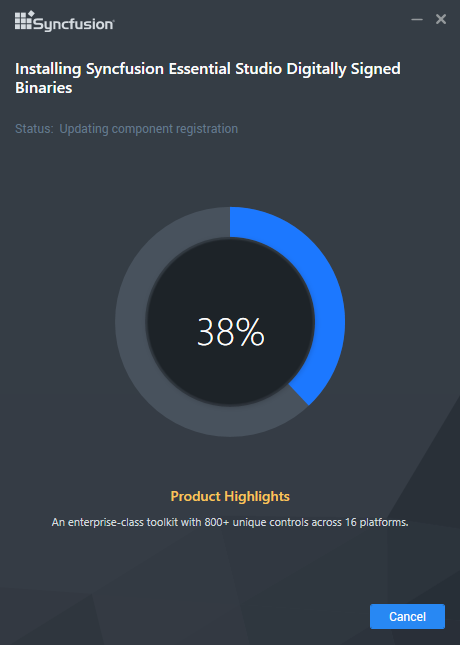 Syncfusion
Installing Syncfusion Essential Studio Digitally Signed
Binaries
Status: Updating component registration
38%
Product Highlights
An enterprise-class toolkit with 800+ unique controls across 16 platforms.
Cancel